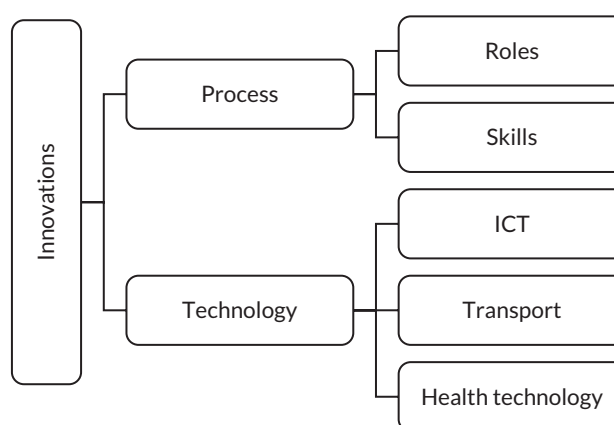 Innovations
Process
Roles
Skills
Technology
ICT
Transport
Health technology